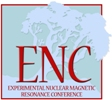 ENC
EXPERIMENTAL NUCLEAR MAGNETIC
RESONANCE CONFERENCE